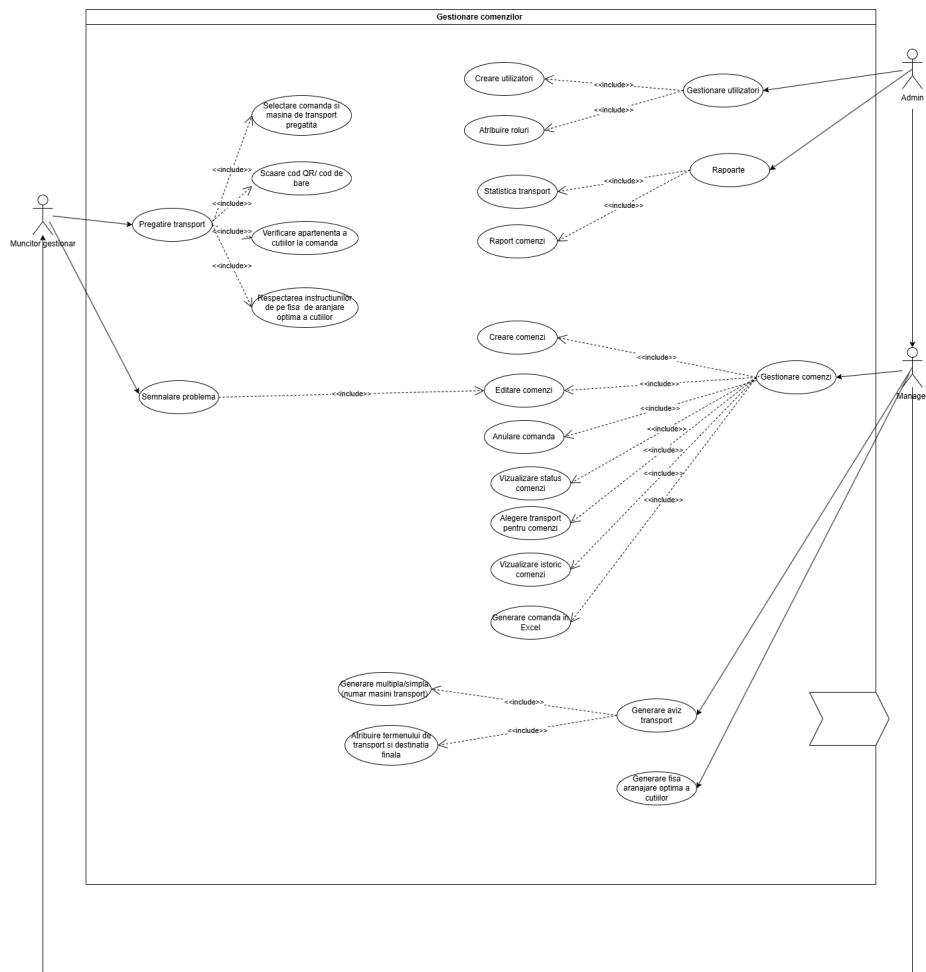 Gestionare comenzilor
Admin
Creare utilizatori
<<include>>
Gestionare utilizatori
<<include>>
Atribuire roluri
Selectare comanda si
masina de transport
pregatita
<<include>>
Scaare cod QR/ cod de
bare
<<include>>
Rapoarte
<<include>>
Statistica transport
<<include>>
Raport comenzi
Muncitor gestionar
Pregatire transport
<<include>>
Verificare apartenenta a
cutiilor la comanda
<<include>>
Respectarea instructiunilor
de pe fisa de aranjare
optima a cutiilor
Creare comenzi
<<include>>
Gestionare comenzi
Manage
Semnalare problema
<<include>>
Editare comenzi
<<include>>
<<include>>
Anulare comanda
<<include>>
<<include>>
Vizualizare status
comenzi
<<include>>
<<include>>
Alegere transport
pentru comenzi
Vizualizare istoric
comenzi
Generare comanda in
Excel
Generare multipla/simpla
(numar masini transport)
<<include>>
Generare aviz
transport
<<include>>
Atribuire termenului de
transport si destinatia
finala
Generare fisa
aranajare optima a
cutiilor